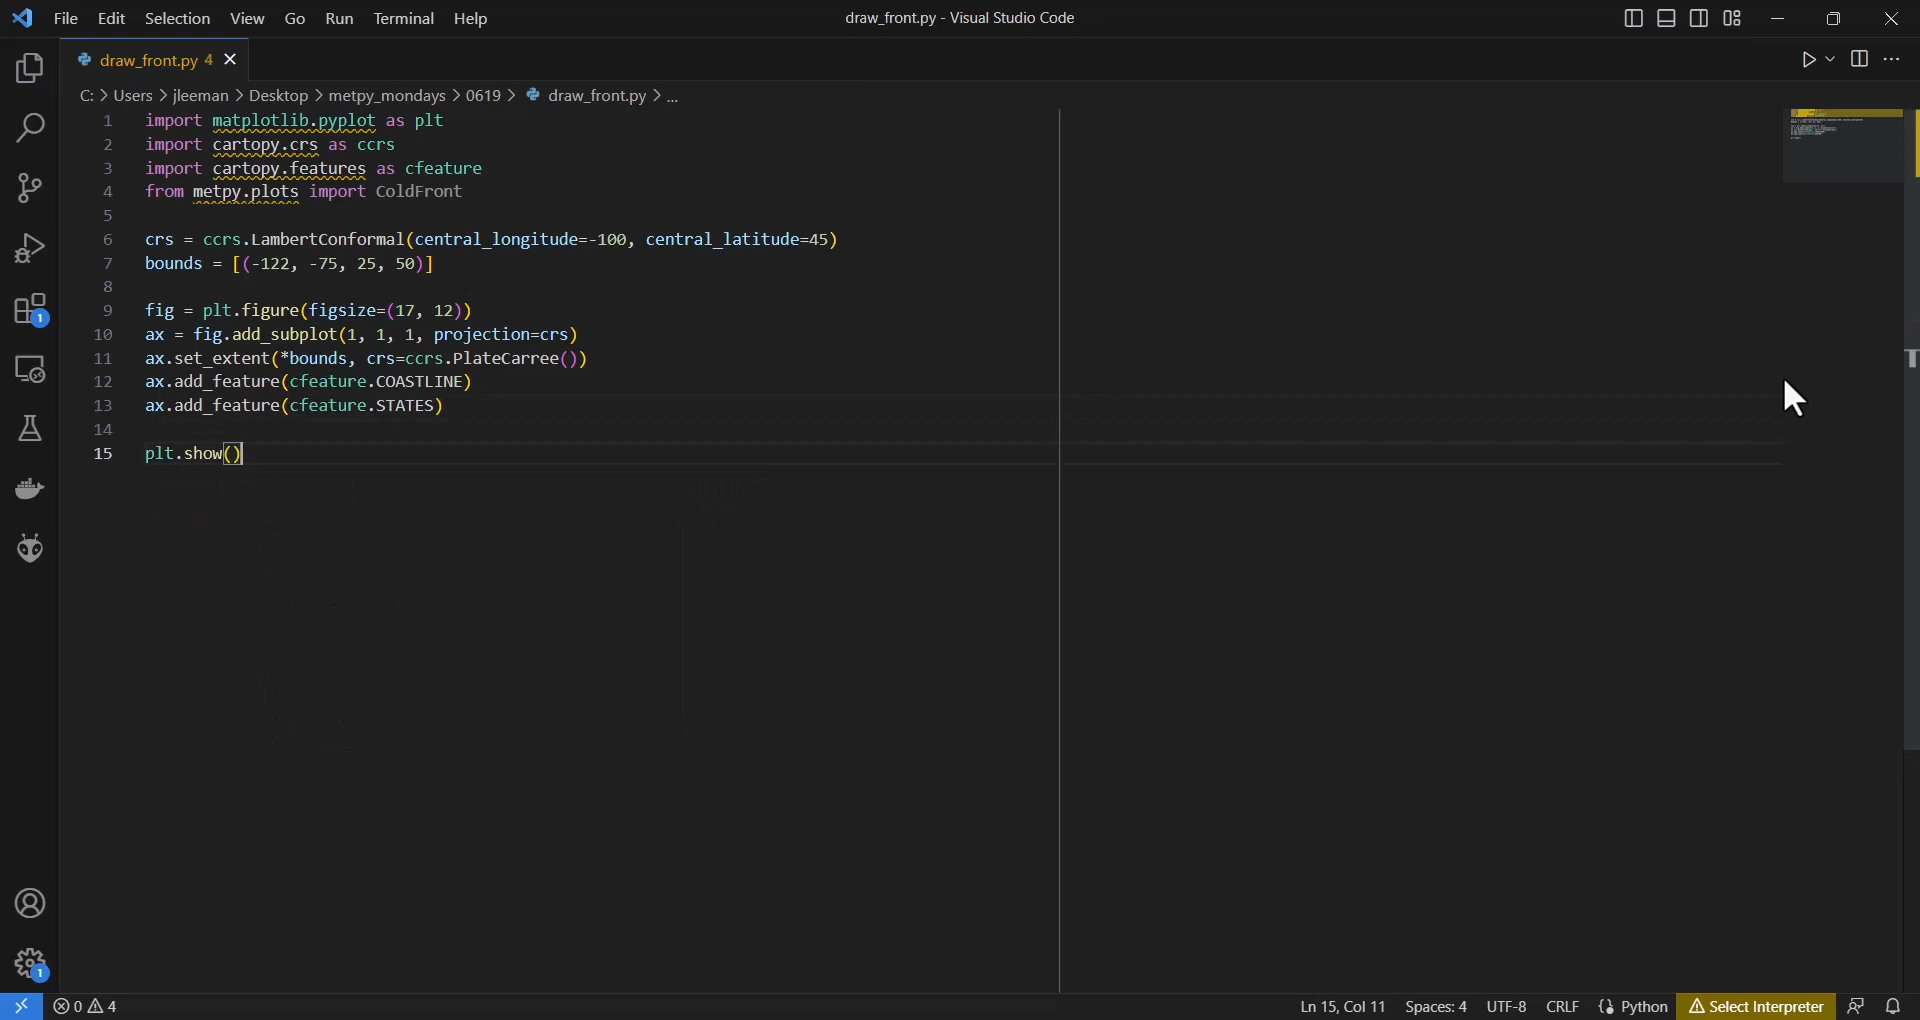 File Edit Selection View Go Run Terminal Help draw_front.py - Visual Studio Code
draw_front.py 4
C: > Users > jleeman > Desktop > metpy_mondays > 0619 > draw_front.py > ...
1 import matplotlib.pyplot as plt
2 import cartopy.crs as ccrs
3 import cartopy.features as cfeature
4 from metpy.plots import ColdFront
5
6 crs = ccrs.LambertConformal(central_longitude=-100, central_latitude=45)
7 bounds = [(-122, -75, 25, 50)]
8
9 fig = plt.figure(figsize=(17, 12))
10 ax = fig.add_subplot(1, 1, 1, projection=crs)
11 ax.set_extent(*bounds, crs=ccrs.PlateCarree())
12 ax.add_feature(cfeature.COASTLINE)
13 ax.add_feature(cfeature.STATES)
14
15 plt.show()
1
1
0 4 Ln 15, Col 11 Spaces: 4 UTF-8 CRLF {} Python Select Interpreter